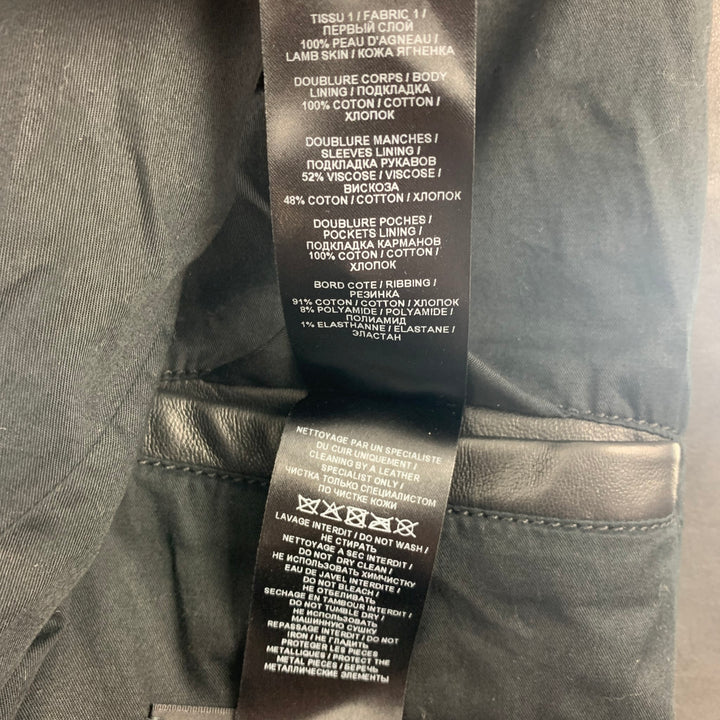 TISSU 1 / FABRIC 1 /
ПЕРВЫЙ СЛОЙ
100% PEAU D'AGNEAU /
LAMB SKIN / КОЖА ЯГНЕНКА
DOUBLURE CORPS / BODY
LINING / ПОДКЛАДКА
100% COTON / COTTON /
ХЛОПОК
DOUBLURE MANCHES /
SLEEVES LINING /
ПОДКЛАДКА РУКАВОВ
52% VISCOSE / VISCOSE /
ВИСКОЗА
48% COTON / COTTON / ХЛОПОК
DOUBLURE POCHES /
POCKETS LINING /
ПОДКЛАДКА КАРМАНОВ
100% COTON / COTTON /
ХЛОПОК
BORD COTE / RIBBING /
РЕЗИНКА
91% COTON / COTTON / ХЛОПОК
8% POLYAMIDE / POLYAMIDE /
ПОЛИАМИД
1% ELASTHANNE / ELASTANE /
ЭЛАСТАН
NETTOYAGE PAR UN SPECIALISTE
DU CUIR UNIQUEMENT /
CLEANING BY A LEATHER
SPECIALIST ONLY /
ЧИСТКА ТОЛЬКО СПЕЦИАЛИСТОМ
ПО ЧИСТКЕ КОЖИ
LAVAGE INTERDIT / DO NOT WASH /
НЕ СТИРАТЬ
NETTOYAGE A SEC INTERDIT /
DO NOT DRY CLEAN /
НЕ ИСПОЛЬЗОВАТЬ ХИМЧИСТКУ
EAU DE JAVEL INTERDITE /
DO NOT BLEACH /
НЕ ОТБЕЛИВАТЬ
SECHAGE EN TAMBOUR INTERDIT /
DO NOT TUMBLE DRY /
МАШИННУЮ СУШКУ
REPASSAGE INTERDIT / DO NOT
IRON / НЕ ГЛАДИТЬ
PROTEGER LES PIECES
METALLIQUES / PROTECT THE
METAL PIECES / БЕРЕЧЬ
МЕТАЛЛИЧЕСКИЕ ЭЛЕМЕНТЫ